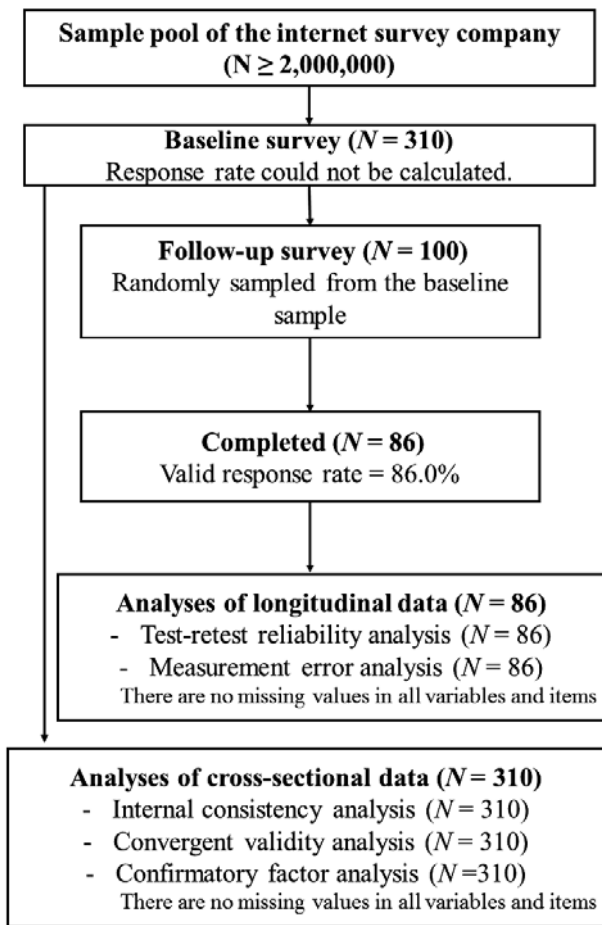 Sample pool of the internet survey company
(N ≥ 2,000,000)
Baseline survey (N = 310)
Response rate could not be calculated.
Follow-up survey (N = 100)
Randomly sampled from the baseline
sample
Completed (N = 86)
Valid response rate = 86.0%
Analyses of longitudinal data (N = 86)
- Test-retest reliability analysis (N = 86)
- Measurement error analysis (N = 86)
There are no missing values in all variables and items
Analyses of cross-sectional data (N = 310)
- Internal consistency analysis (N = 310)
- Convergent validity analysis (N = 310)
- Confirmatory factor analysis (N =310)
There are no missing values in all variables and items